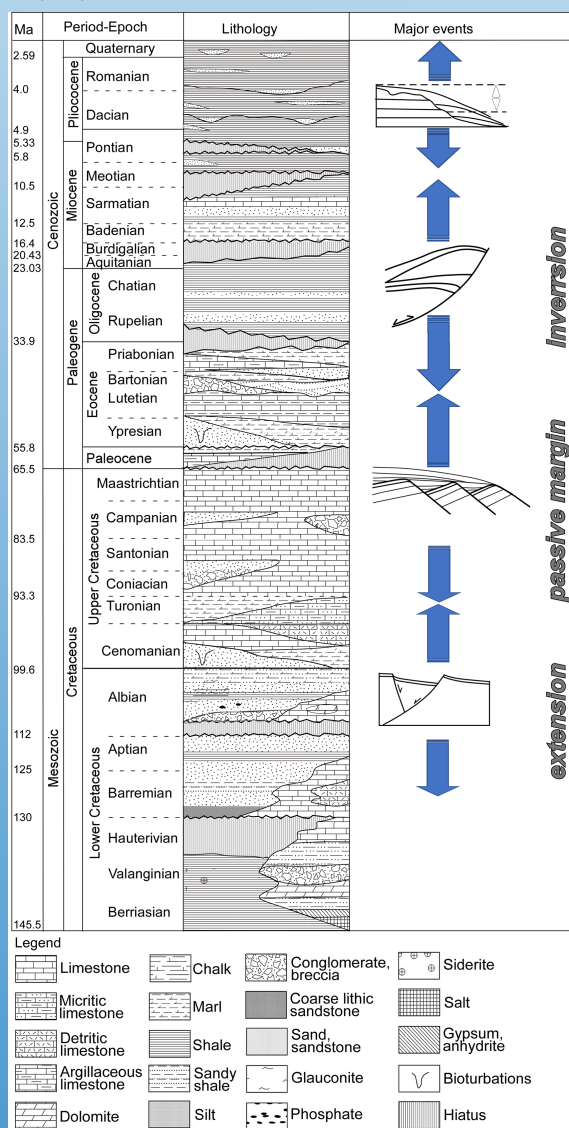 Ma Period-Epoch Lithology Major events
Quaternary
2.59
Romanian
4.0
Pliococene
Dacian
4.9
5.33
Pontian
5.8
Meotian
10.5
Miocene
Sarmatian
Cenozoic
12.5
Badenian
16.4
Burdigalian
20.43
Aquitanian
23.03
Chatian
Oligocene
Rupelian
inverrsion
33.9
Paleogene
Priabonian
Bartonian
Eocene
Lutetian
Ypresian
55.8
Paleocene
65.5
Maastrichtian
passive margin
Campanian
83.5
Upper Cretaceous
Santonian
Coniacian
93.3
Turonian
Cenomanian
99.6
Cretaceous
Albian
extension
112
Mesozoic
Aptian
125
Lower Cretaceous
Barremian
130
Hauterivian
Valanginian
Berriasian
145.5
Legend
Limestone Chalk Conglomerate, breccia Siderite
Micritic limestone Marl Coarse lithic sandstone Salt
Detritic limestone Shale Sand, sandstone Gypsum, anhydrite
Argillaceous limestone Sandy shale Glauconite Bioturbations
Dolomite Silt Phosphate Hiatus